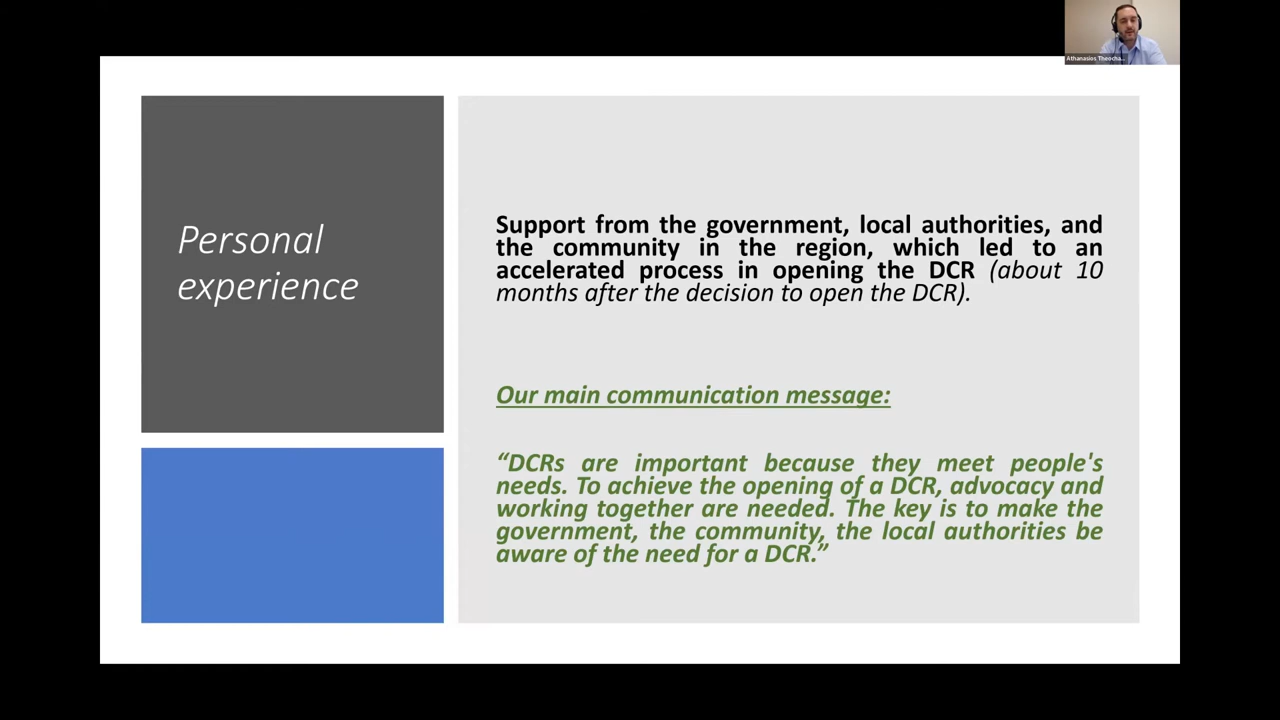 Athanasios Theocha...
Personal
experience
Support from the government, local authorities, and
the community in the region, which led to an
accelerated process in opening the DCR (about 10
months after the decision to open the DCR).
Our main communication message:
“DCRs are important because they meet people's
needs. To achieve the opening of a DCR, advocacy and
working together are needed. The key is to make the
government, the community, the local authorities be
aware of the need for a DCR.”